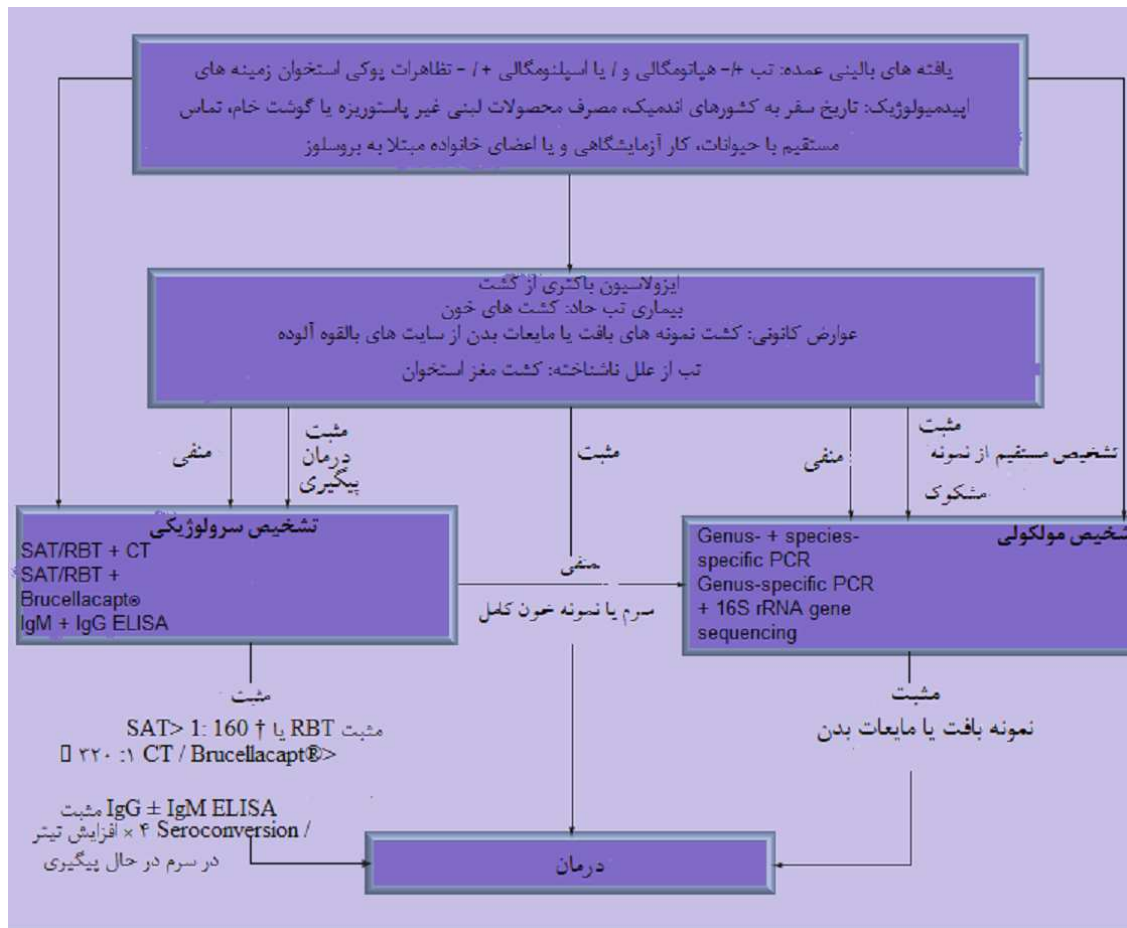 یافته های بالینی عمده: تب +/- هپاتومگالی و / یا اسپلنومگالی + / - تظاهرات پوکی استخوان زمینه های
اپیدمیولوژیک: تاریخ سفر به کشورهای اندمیک، مصرف محصولات لبنی غیر پاستوریزه یا گوشت خام، تماس
مستقیم با حیوانات، کار آزمایشگاهی و یا اعضای خانواده مبتلا به بروسلوز
ایزولاسیون باکتری از کشت
بیماری تب حاد: کشت های خون
عوارض کانونی: کشت نمونه های بافت یا مایعات بدن از سایت های بالقوه آلوده
تب از علل ناشناخته: کشت مغز استخوان
منفی
مثبت
درمان
پیگیری
مثبت
منفی
مثبت
تشخیص مستقیم از نمونه
مشکوک
تشخیص سرولوژیکی
SAT/RBT + CT
SAT/RBT +
Brucellacapt®
IgM + IgG ELISA
منفی
سرم یا نمونه خون کامل
شخیص مولکولی
Genus- + species-
specific PCR
Genus-specific PCR
+ 16S rRNA gene
sequencing
مثبت
مثبت RBT یا † SAT> 1: 160
۳۲۰ :۱ CT / Brucellacapt®>
IgG ± IgM ELISA مثبت
۴ × افزایش تیتر Seroconversion /
در سرم در حال پیگیری
مثبت
نمونه بافت یا مایعات بدن
درمان